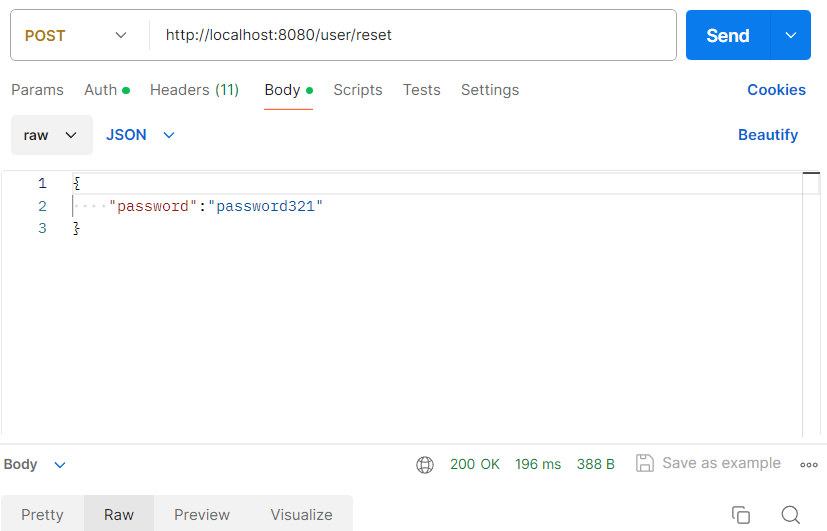 POST http://localhost:8080/user/reset Send
Params Auth Headers (11) Body Scripts Tests Settings Cookies
raw JSON Beautify
1 {
2 "password":"password321"
3 }
Body 200 OK 196 ms 388 B Save as example
Pretty Raw Preview Visualize